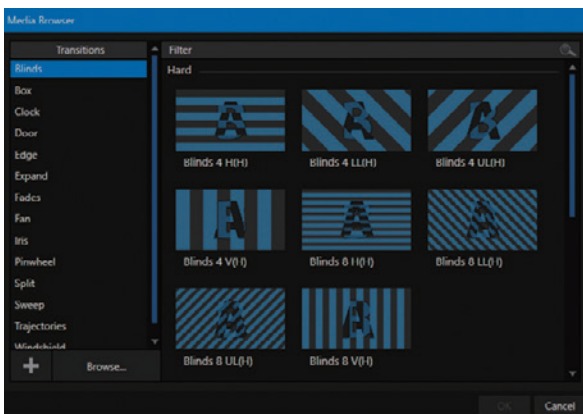 Media Browser
Transitions
Filter
Blinds
Box
Clock
Door
Edge
Expand
Fades
Fan
Iris
Pinwheel
Split
Sweep
Trajectories
Windshield
Browse...
Hard
Blinds 4 H(H)
Blinds 4 LL(H)
Blinds 4 UL(H)
Blinds 4 V(H)
Blinds 8 H(H)
Blinds 8 LL(H)
Blinds 8 UL(H)
Blinds 8 V(H)
OK
Cancel